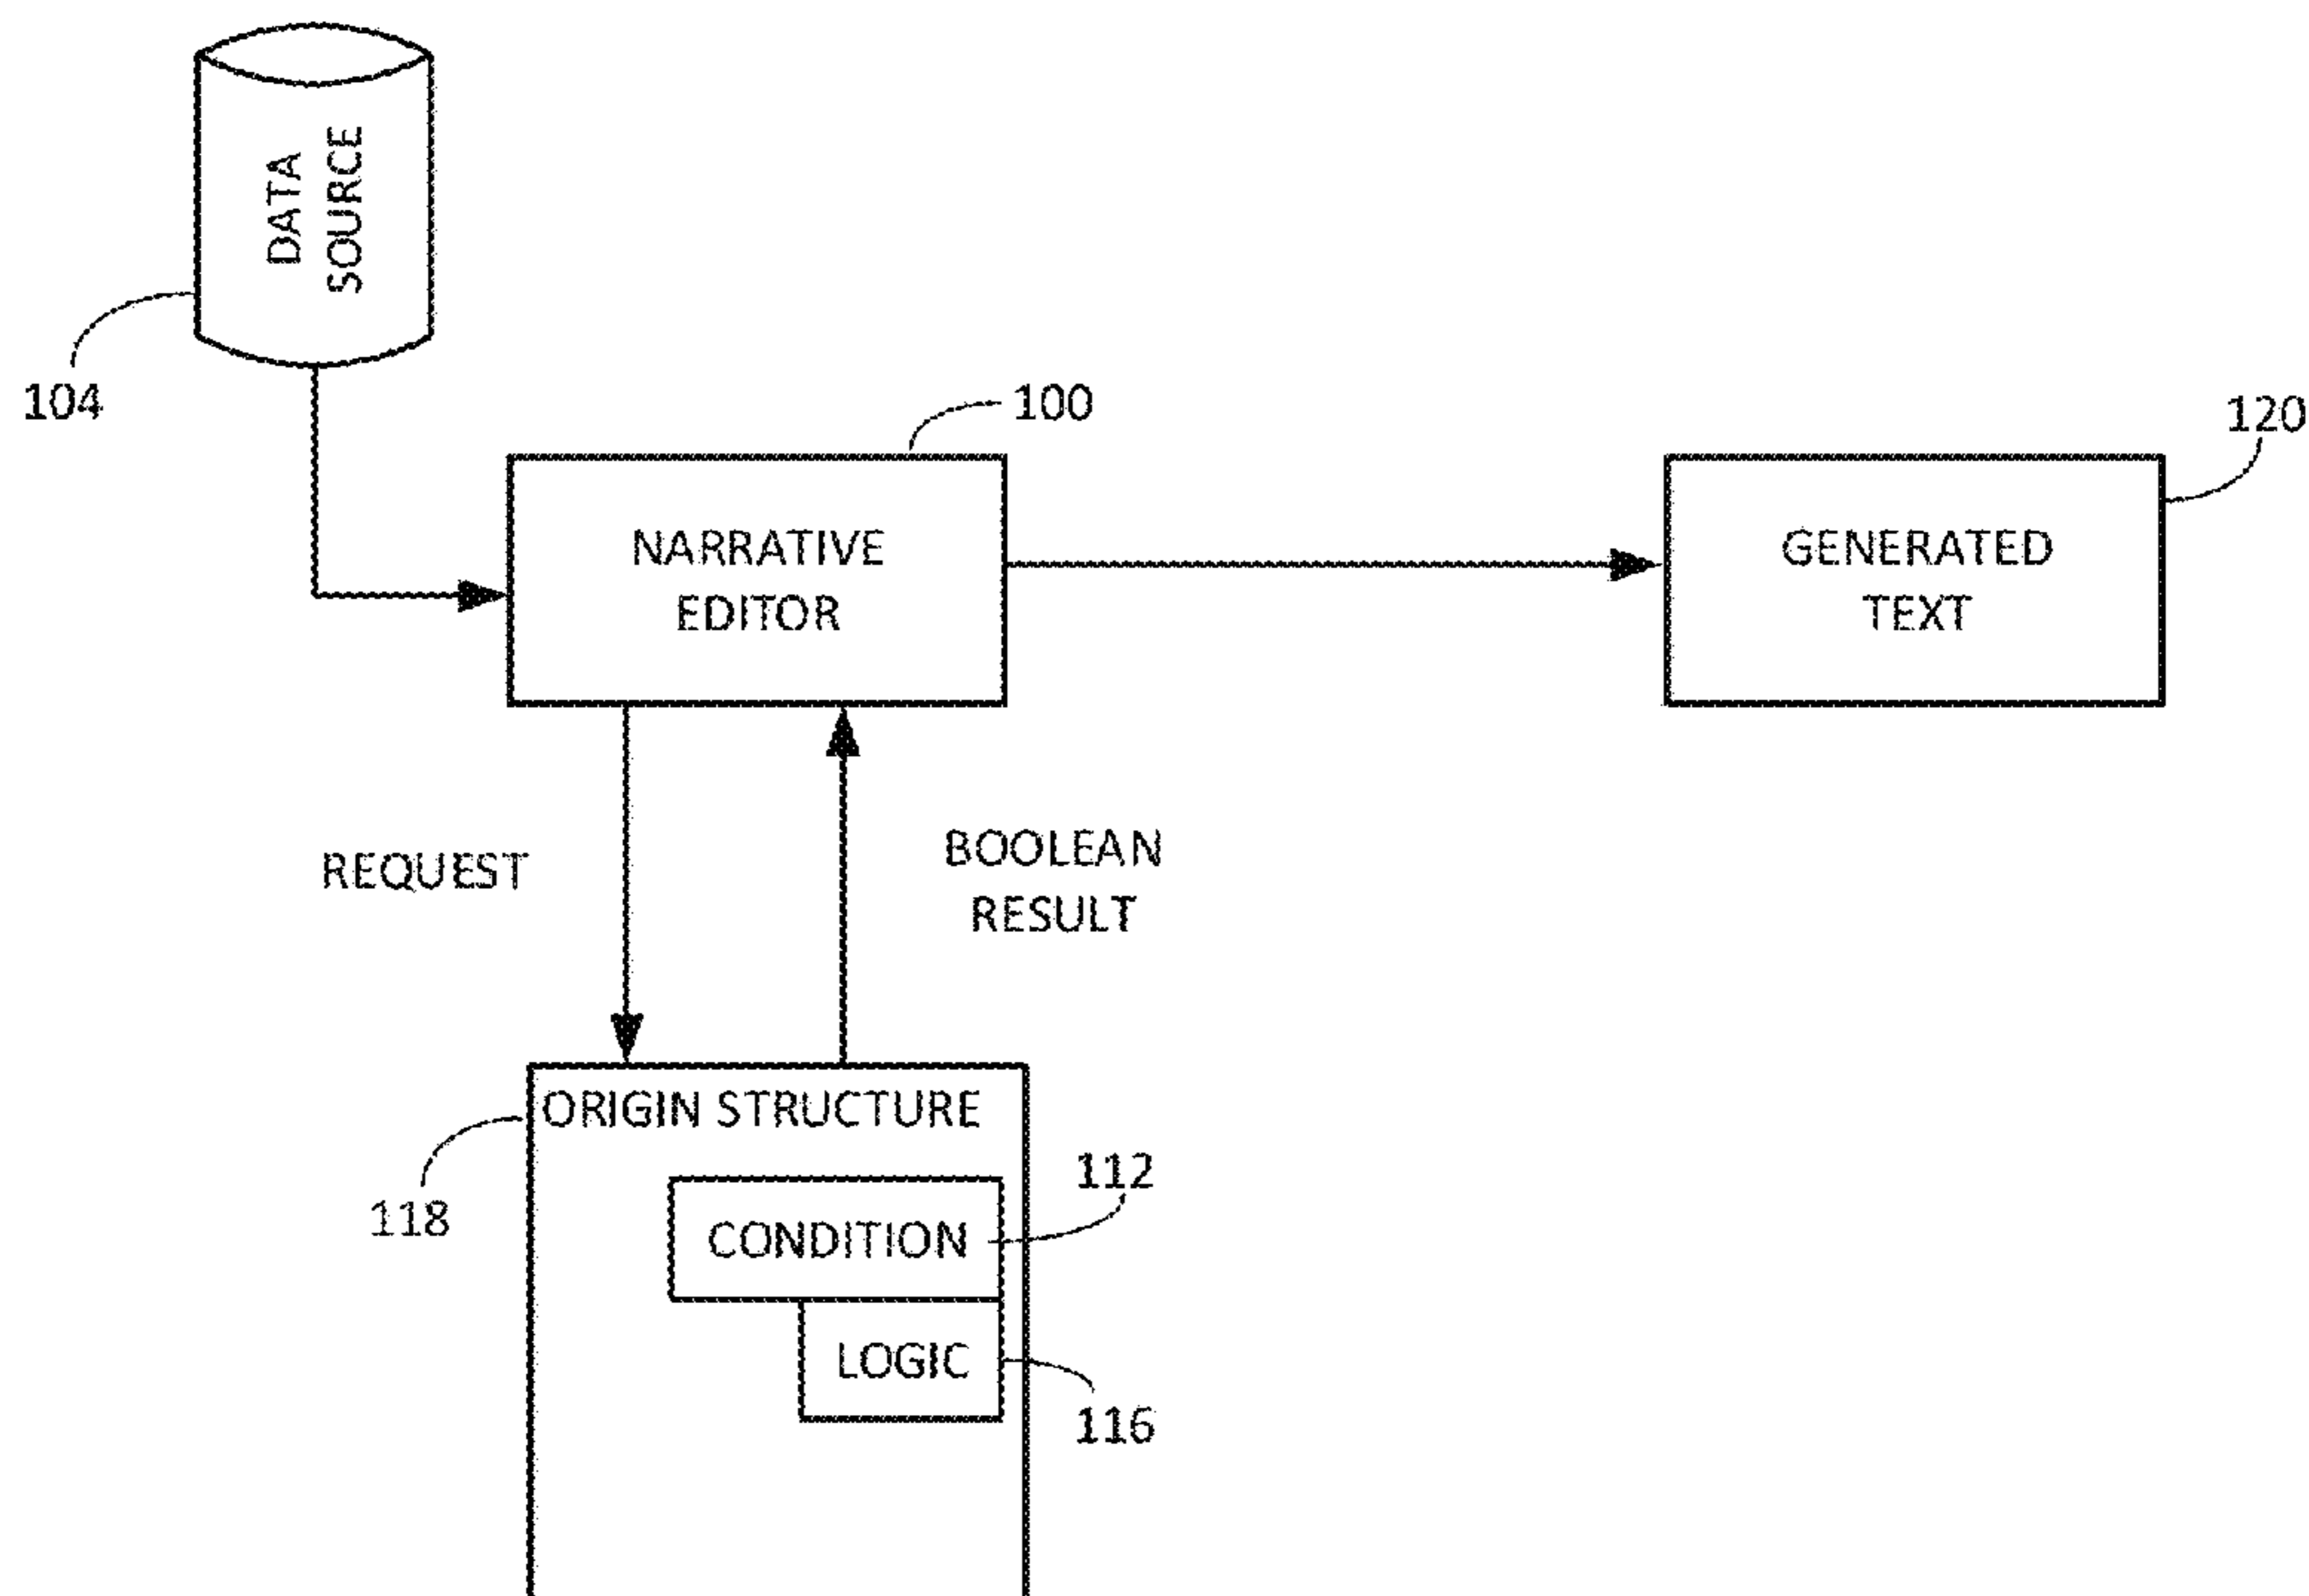 DATA
SOURCE
104
100
120
NARRATIVE
EDITOR
GENERATED
TEXT
REQUEST
BOOLEAN
RESULT
ORIGIN STRUCTURE
118
112
CONDITION
LOGIC
116